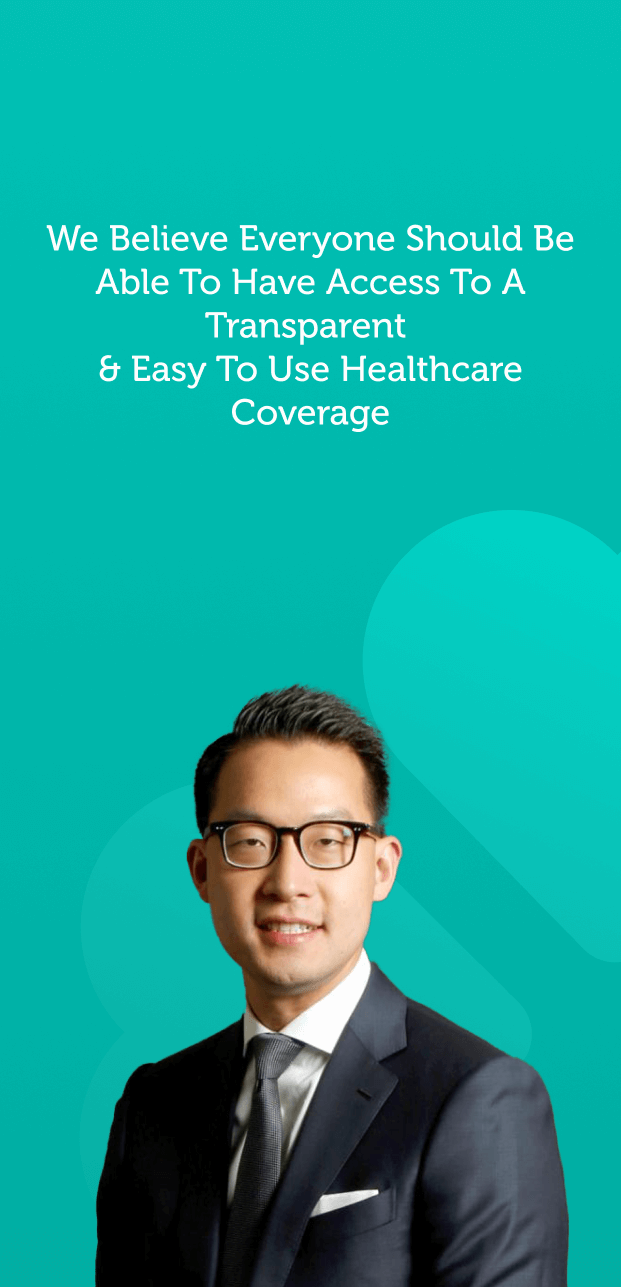 We Believe Everyone Should Be
Able To Have Access To A
Transparent
& Easy To Use Healthcare
Coverage